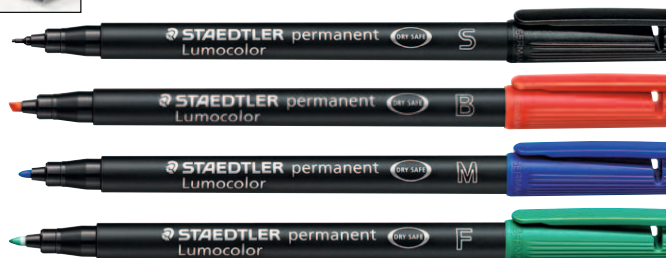 STAEDTLER permanent DRY SAFE S
Lumocolor
STAEDTLER permanent DRY SAFE B
Lumocolor
STAEDTLER permanent DRY SAFE M
Lumocolor
STAEDTLER permanent DRY SAFE F
Lumocolor